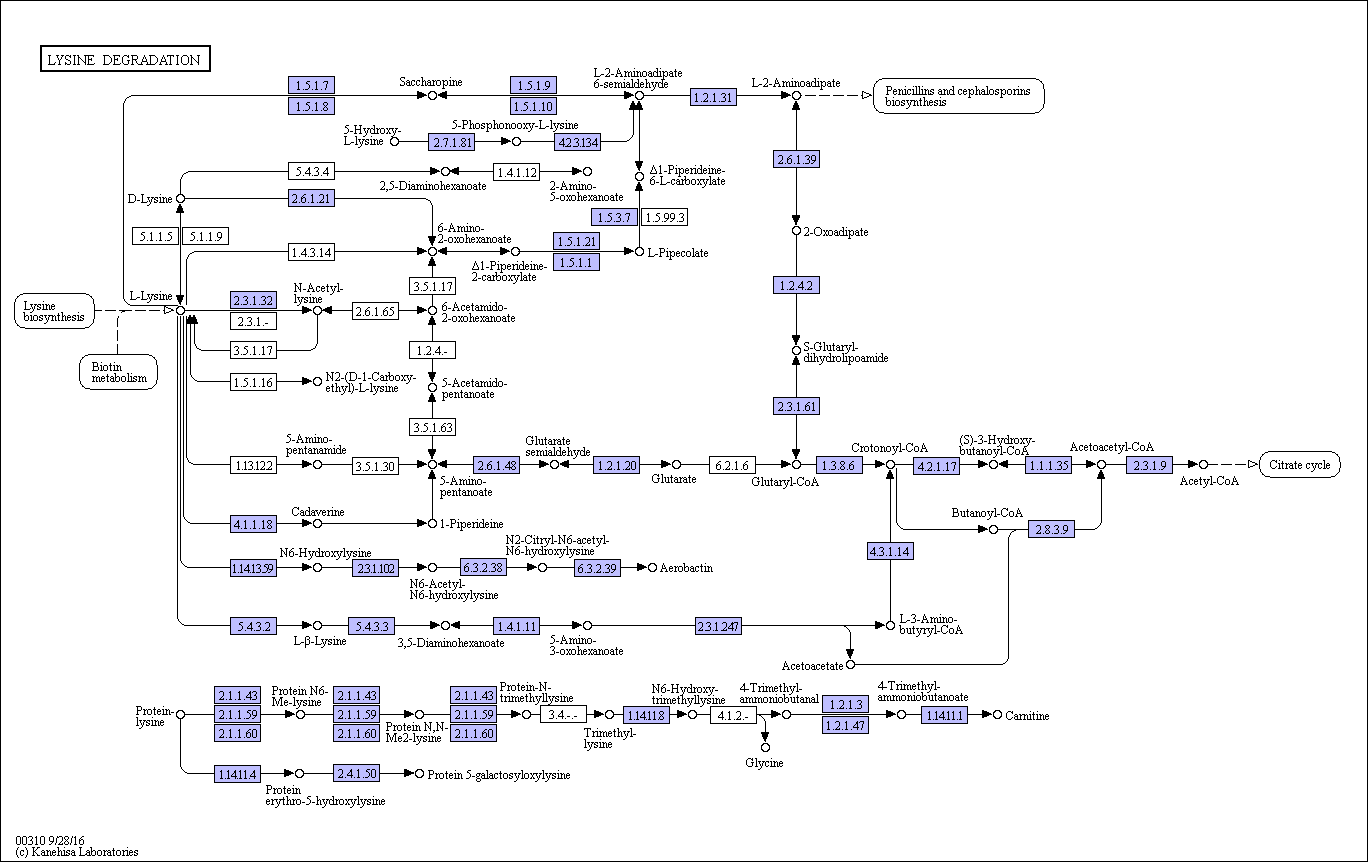 LYSINE DEGRADATION
1.5.1.7
1.5.1.8
Saccharopine
1.5.1.9
1.5.1.10
L-2-Aminoadipate
6-semialdehyde
1.2.1.31
L-2-Aminoadipate
Penicillins and cephalosporins
biosynthesis
5-Hydroxy-
L-lysine
2.7.1.81
5-Phosphonooxy-L-lysine
4.2.3.134
2.6.1.39
5.4.3.4
2,5-Diaminohexanoate
1.4.1.12
2-Amino-
5-oxohexanoate
Δ1-Piperideine-
6-L-carboxylate
D-Lysine
2.6.1.21
1.5.3.7
1.5.99.3
5.1.1.5
5.1.1.9
6-Amino-
2-oxohexanoate
2-Oxoadipate
1.4.3.14
Δ1-Piperideine-
2-carboxylate
1.5.1.21
1.5.1.1
L-Pipecolate
L-Lysine
3.5.1.17
1.2.4.2
Lysine
biosynthesis
2.3.1.32
2.3.1.-
N-Acetyl-
lysine
2.6.1.65
6-Acetamido-
2-oxohexanoate
3.5.1.17
1.2.4.-
S-Glutaryl-
dihydrolipoamide
Biotin
metabolism
1.5.1.16
N2-(D-1-Carboxy-
ethyl)-L-lysine
5-Acetamido-
pentanoate
2.3.1.61
3.5.1.63
5-Amino-
pentanamide
1.13.12.2
3.5.1.30
5-Amino-
pentanoate
2.6.1.48
Glutarate
semialdehyde
1.2.1.20
Glutarate
6.2.1.6
Glutaryl-CoA
1.3.8.6
Crotonoyl-CoA
4.2.1.17
(S)-3-Hydroxy-
butanoyl-CoA
1.1.1.35
Acetoacetyl-CoA
2.3.1.9
Acetyl-CoA
Citrate cycle
4.1.1.18
Cadaverine
1-Piperideine
Butanoyl-CoA
2.8.3.9
4.3.1.14
1.14.13.59
N6-Hydroxylysine
2.3.1.102
N6-Acetyl-
N6-hydroxylysine
6.3.2.38
N2-Citryl-N6-acetyl-
N6-hydroxylysine
6.3.2.39
Aerobactin
5.4.3.2
L-β-Lysine
5.4.3.3
3,5-Diaminohexanoate
1.4.1.11
5-Amino-
3-oxohexanoate
2.3.1.247
L-3-Amino-
butyryl-CoA
Acetoacetate
Protein-
lysine
2.1.1.43
2.1.1.59
2.1.1.60
Protein N6-
Me-lysine
2.1.1.43
2.1.1.59
2.1.1.60
Protein N,N-
Me2-lysine
2.1.1.43
2.1.1.59
2.1.1.60
Protein-N-
trimethyllysine
3.4.-.-
Trimethyl-
lysine
1.14.11.8
N6-Hydroxy-
trimethyllysine
4.1.2.-
4-Trimethyl-
ammoniobutanal
Glycine
1.2.1.3
1.2.1.47
4-Trimethyl-
ammoniobutanoate
1.14.11.1
Carnitine
1.14.11.4
Protein
erythro-5-hydroxylysine
2.4.1.50
Protein 5-galactosyloxylysine
00310 9/28/16
(c) Kanehisa Laboratories